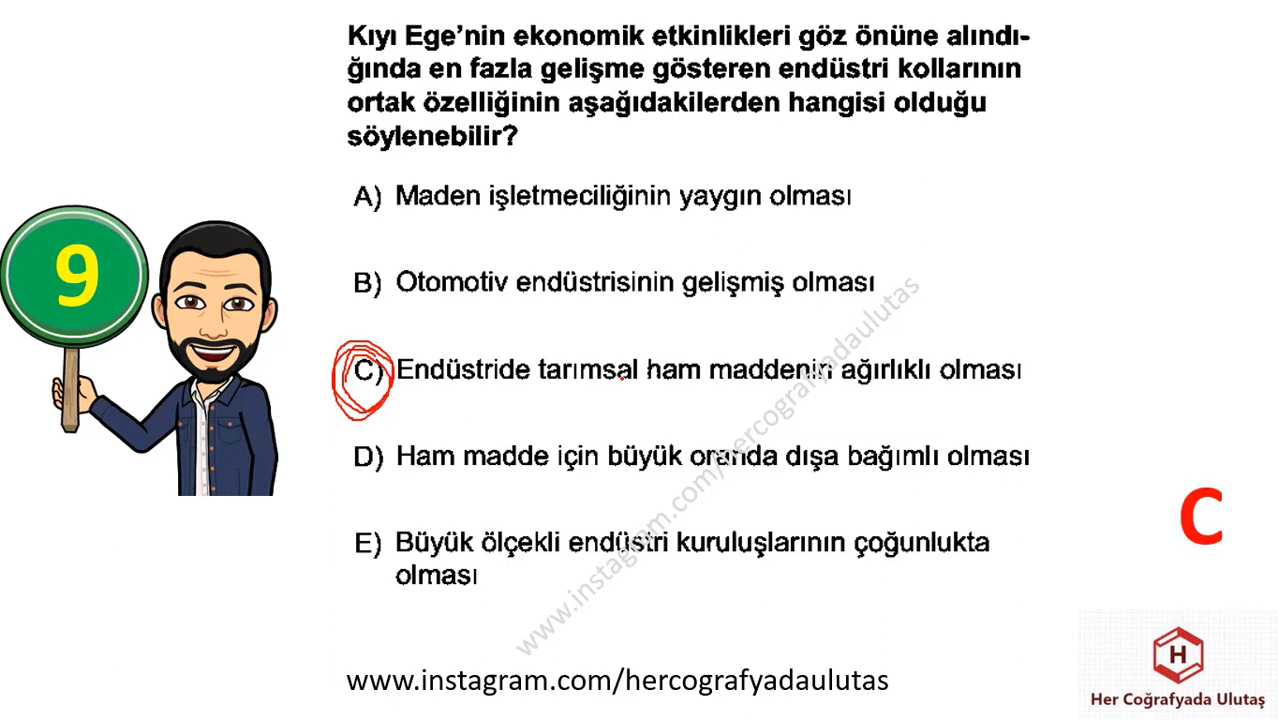 Kıyı Ege'nin ekonomik etkinlikleri göz önüne alındı-
ğında en fazla gelişme gösteren endüstri kollarının
ortak özelliğinin aşağıdakilerden hangisi olduğu
söylenebilir?
A) Maden işletmeciliğinin yaygın olması
9
B) Otomotiv endüstrisinin gelişmiş olması
C) Endüstride tarımsal ham maddenin ağırlıklı olması
D) Ham madde için büyük oranda dışa bağımlı olması
E) Büyük ölçekli endüstri kuruluşlarının çoğunlukta
olması
C
www.instagram.com/hercografyadaulutas
www.instagram.com/hercografyadaulutas
H
Her Coğrafyada Ulutaş